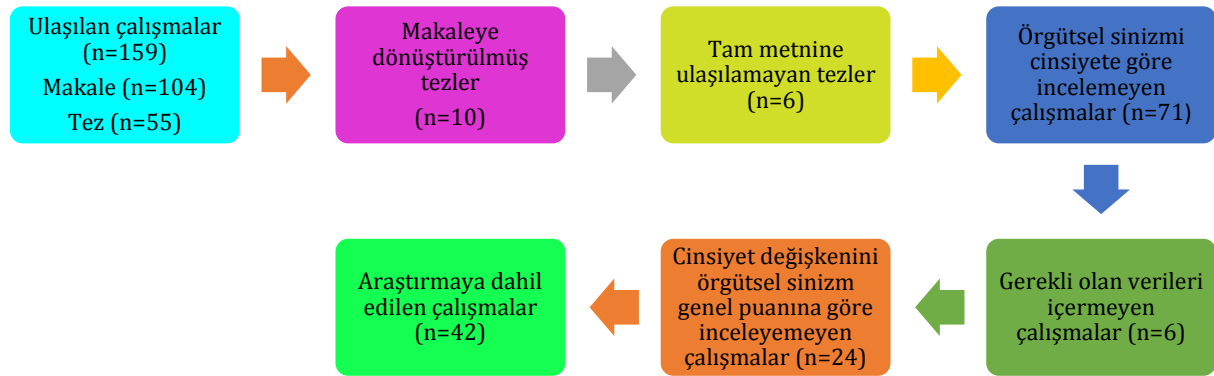 Ulaşılan çalışmalar
(n=159)
Makale (n=104)
Tez (n=55)
Makaleye
dönüştürülmüş
tezler
(n=10)
Tam metnine
ulaşılamayan tezler
(n=6)
Örgütsel sinizmi
cinsiyete göre
incelemeyen
çalışmalar (n=71)
Gerekli olan verileri
içermeyen
çalışmalar (n=6)
Cinsiyet değişkenini
örgütsel sinizm
genel puanına göre
inceleyemeyen
çalışmalar (n=24)
Araştırmaya dahil
edilen çalışmalar
(n=42)